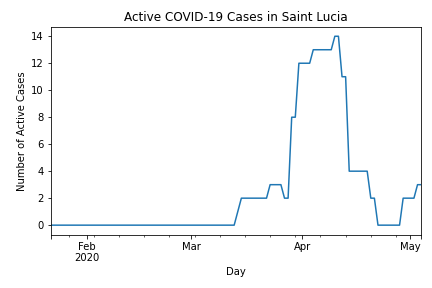 Active COVID-19 Cases in Saint Lucia
Number of Active Cases
14
12
10
8
6
4
2
0
Feb
2020
Mar
Apr
May
Day